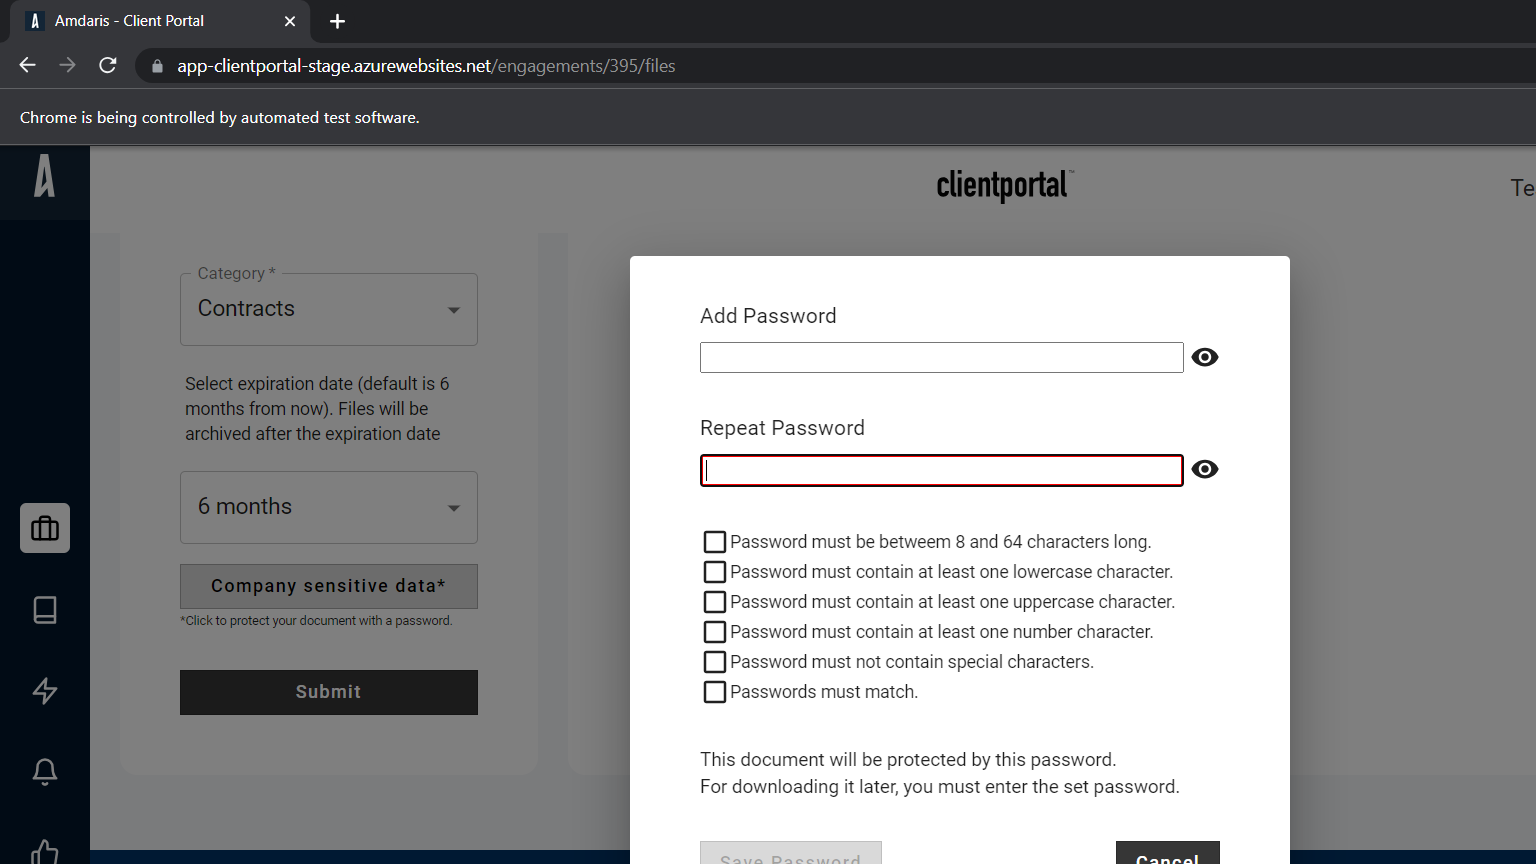 Amdaris - Client Portal
app-clientportal-stage.azurewebsites.net/engagements/395/files
Chrome is being controlled by automated test software.
clientportal™
Te
Category *
Contracts
Select expiration date (default is 6
months from now). Files will be
archived after the expiration date
6 months
Company sensitive data*
*Click to protect your document with a password.
Submit
Add Password
Repeat Password
Password must be betweem 8 and 64 characters long.
Password must contain at least one lowercase character.
Password must contain at least one uppercase character.
Password must contain at least one number character.
Password must not contain special characters.
Passwords must match.
This document will be protected by this password.
For downloading it later, you must enter the set password.
Save Password
Cancel